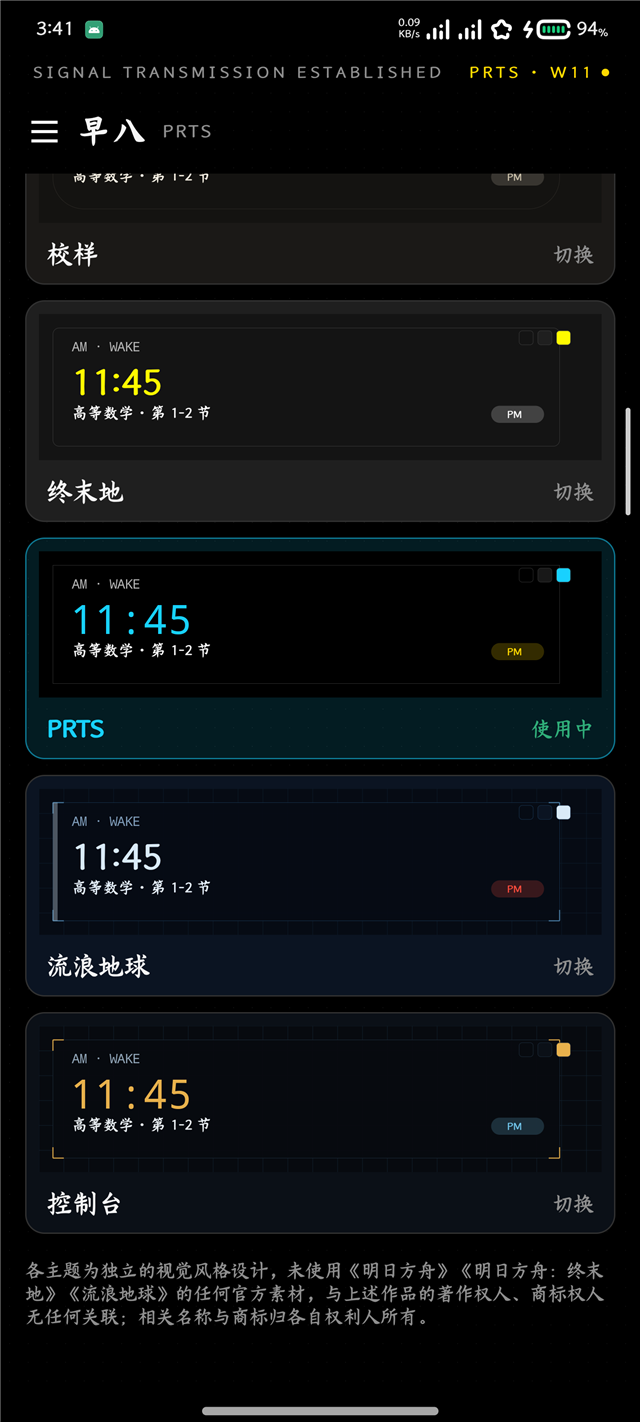 3:41
0.09 KB/s
94%
SIGNAL TRANSMISSION ESTABLISHED
PRTS · W11
早八 PRTS
高等数学 · 第 1-2 节
PM
校样
切换
AM · WAKE
11:45
高等数学 · 第 1-2 节
PM
终末地
切换
AM · WAKE
11:45
高等数学 · 第 1-2 节
PM
PRTS
使用中
AM · WAKE
11:45
高等数学 · 第 1-2 节
PM
流浪地球
切换
AM · WAKE
11:45
高等数学 · 第 1-2 节
PM
控制台
切换
各主题为独立的视觉风格设计，未使用《明日方舟》《明日方舟：终末
地》《流浪地球》的任何官方素材，与上述作品的著作权人、商标权人
无任何关联；相关名称与商标归各自权利人所有。